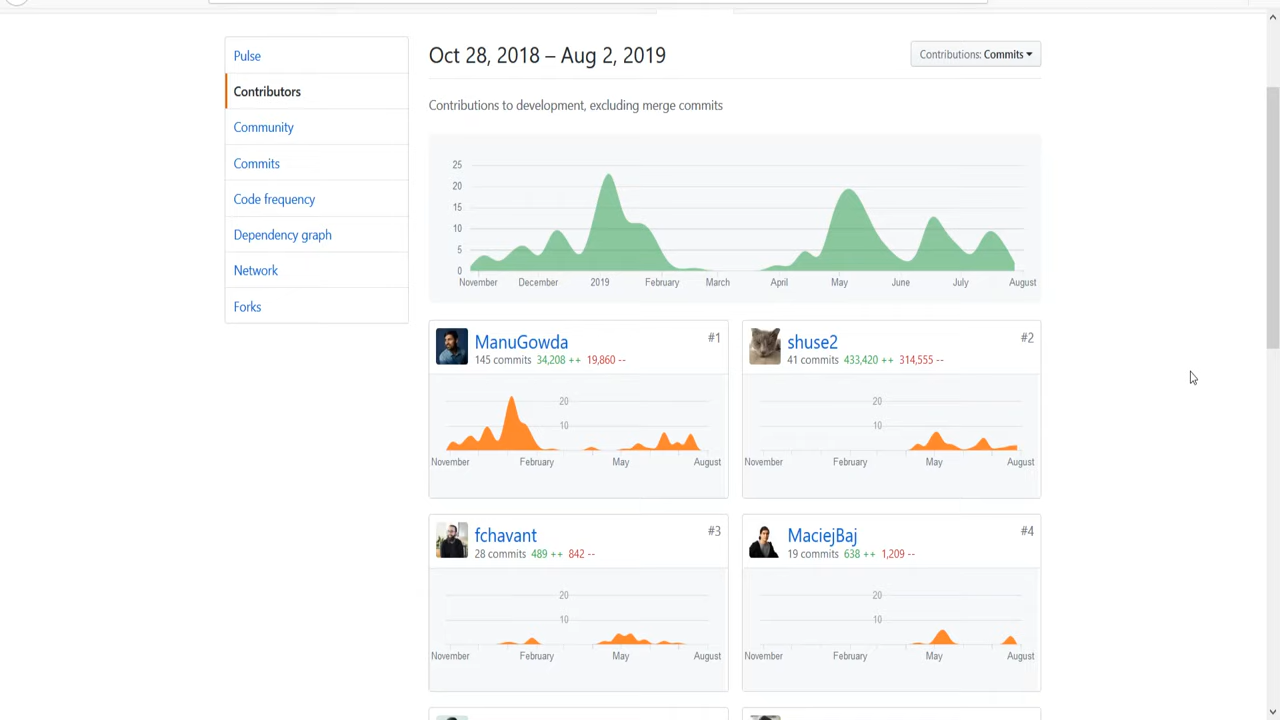 Pulse
Contributors
Community
Commits
Code frequency
Dependency graph
Network
Forks
Oct 28, 2018 – Aug 2, 2019
Contributions: Commits
Contributions to development, excluding merge commits
25
20
15
10
5
0
November December 2019 February March April May June July August
ManuGowda #1
145 commits 34,208 ++ 19,860 --
20
10
November February May August
shuse2 #2
41 commits 433,420 ++ 314,555 --
20
10
November February May August
fchavant #3
28 commits 489 ++ 842 --
20
10
November February May August
MaciejBaj #4
19 commits 638 ++ 1,209 --
20
10
November February May August